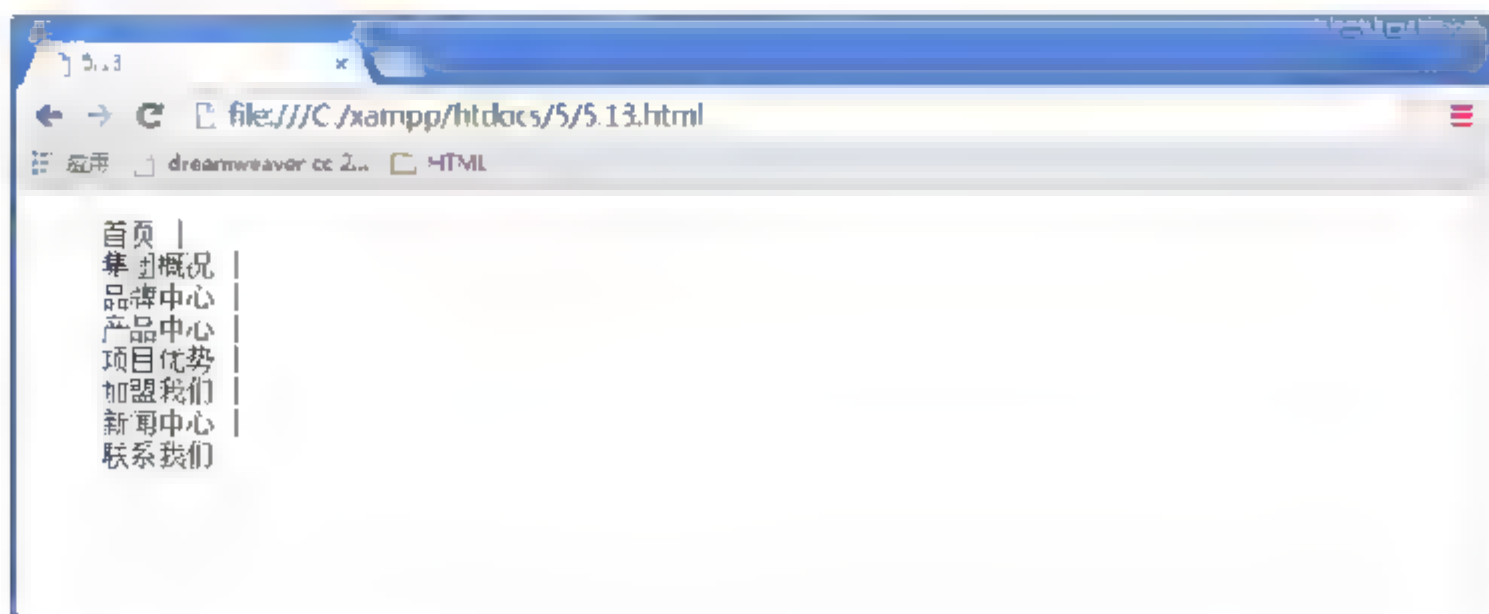 file:///C:/xampp/htdocs/5/5.13.html
应用 dreamweaver cc 2... HTML
首页 |
集团概况 |
品牌中心 |
产品中心 |
项目优势 |
加盟我们 |
新闻中心 |
联系我们